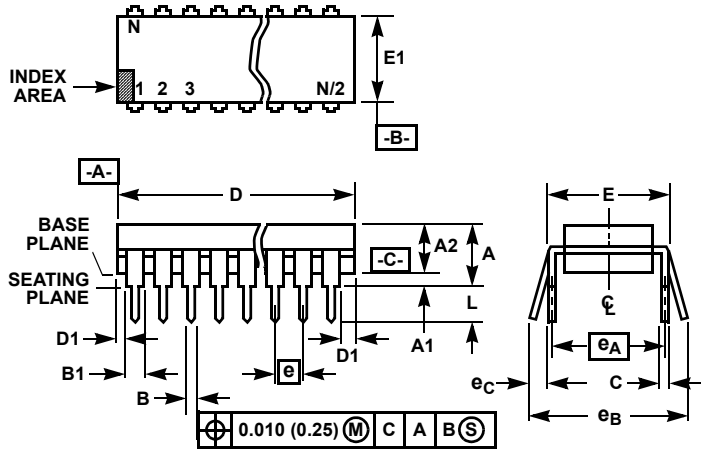 N
E1
INDEX
AREA
1 2 3 N/2
-B-
-A-
D
E
BASE
PLANE
A2
A
-C-
SEATING
PLANE
L
℄
D1
A1
D1
eA
B1
e
eC
C
B
eB
⌖ 0.010 (0.25) Ⓜ C A B Ⓢ